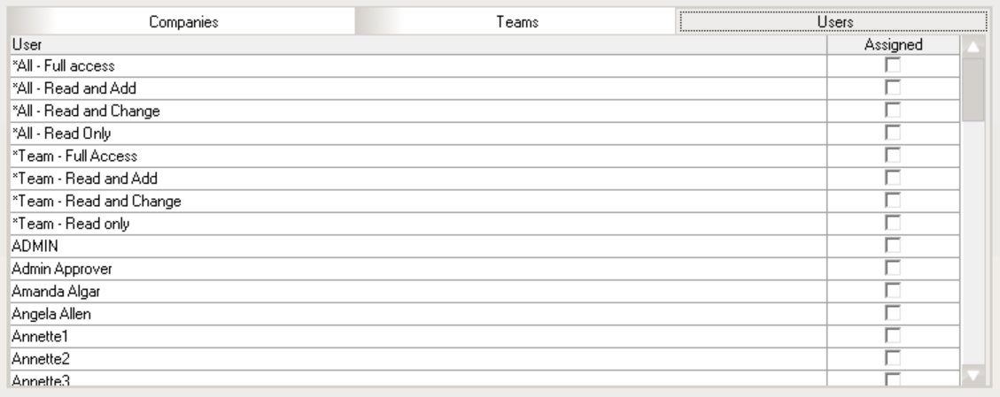 Companies Teams Users
User Assigned
*All - Full access
*All - Read and Add
*All - Read and Change
*All - Read Only
*Team - Full Access
*Team - Read and Add
*Team - Read and Change
*Team - Read only
ADMIN
Admin Approver
Amanda Algar
Angela Allen
Annette1
Annette2
Annette3